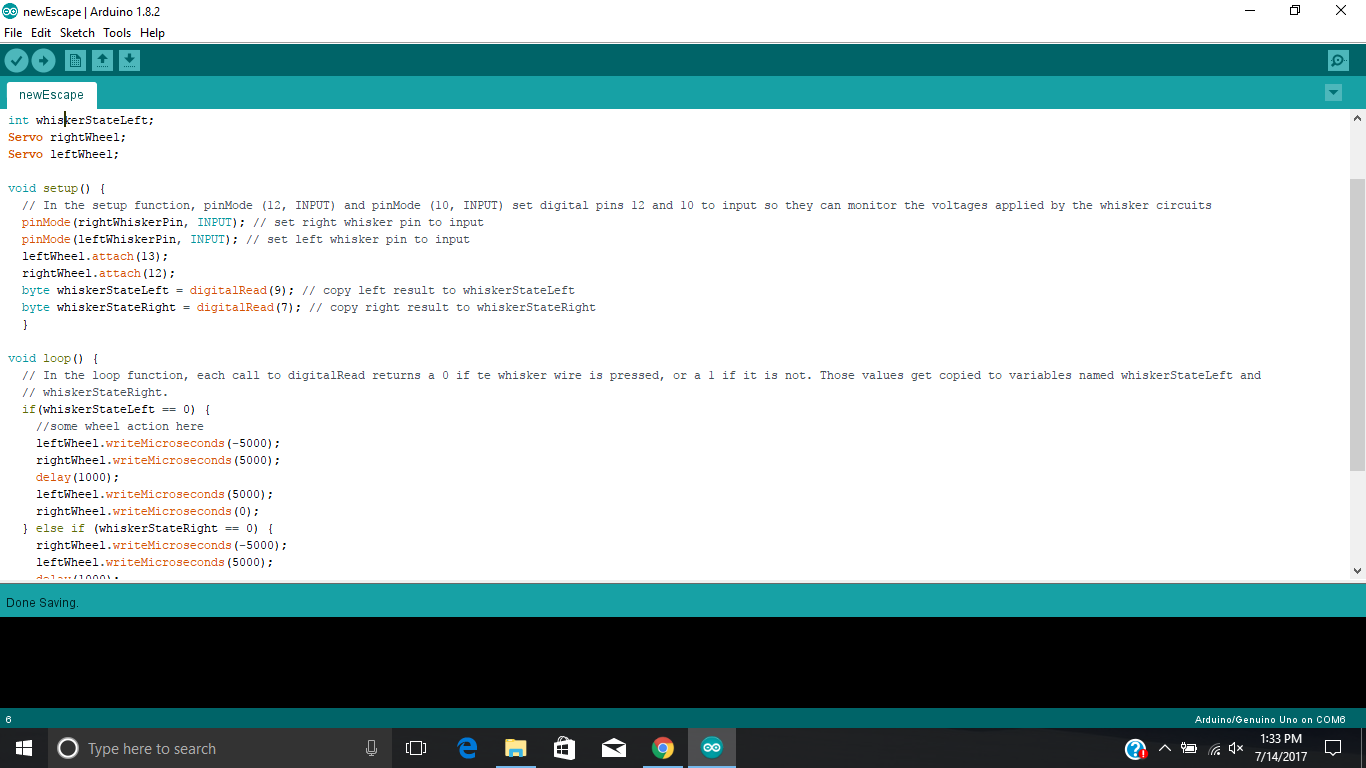 newEscape | Arduino 1.8.2
File Edit Sketch Tools Help
newEscape
int whiskerStateLeft;
Servo rightWheel;
Servo leftWheel;
void setup() {
// In the setup function, pinMode (12, INPUT) and pinMode (10, INPUT) set digital pins 12 and 10 to input so they can monitor the voltages applied by the whisker circuits
pinMode(rightWhiskerPin, INPUT); // set right whisker pin to input
pinMode(leftWhiskerPin, INPUT); // set left whisker pin to input
leftWheel.attach(13);
rightWheel.attach(12);
byte whiskerStateLeft = digitalRead(9); // copy left result to whiskerStateLeft
byte whiskerStateRight = digitalRead(7); // copy right result to whiskerStateRight
}
void loop() {
// In the loop function, each call to digitalRead returns a 0 if te whisker wire is pressed, or a 1 if it is not. Those values get copied to variables named whiskerStateLeft and
// whiskerStateRight.
if(whiskerStateLeft == 0) {
//some wheel action here
leftWheel.writeMicroseconds(-5000);
rightWheel.writeMicroseconds(5000);
delay(1000);
leftWheel.writeMicroseconds(5000);
rightWheel.writeMicroseconds(0);
} else if (whiskerStateRight == 0) {
rightWheel.writeMicroseconds(-5000);
leftWheel.writeMicroseconds(5000);
delay(1000);
Done Saving.
6
Arduino/Genuino Uno on COM6
Type here to search
1:33 PM
7/14/2017